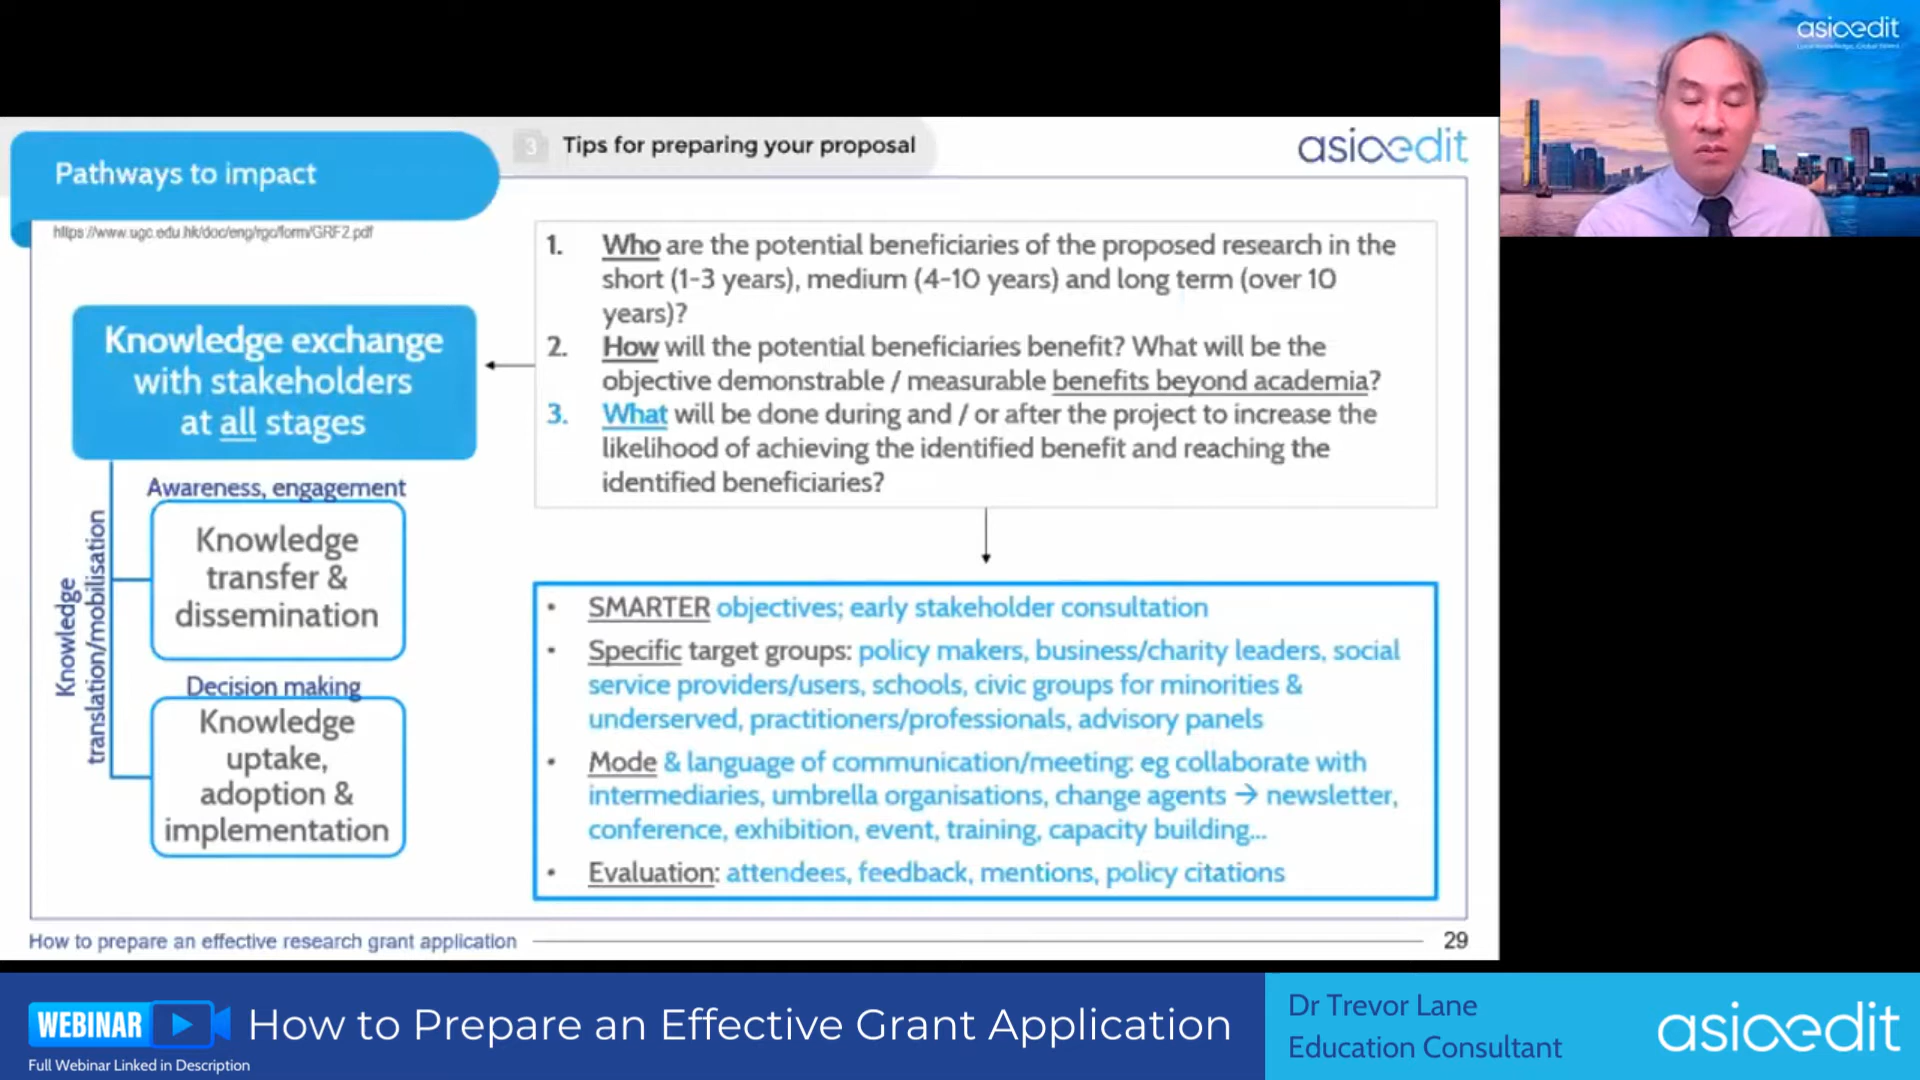 asiaedit
Pathways to impact
3 Tips for preparing your proposal
asiaedit
https://www.ugc.edu.hk/doc/eng/rgc/form/GRF2.pdf
1. Who are the potential beneficiaries of the proposed research in the
short (1-3 years), medium (4-10 years) and long term (over 10
years)?
2. How will the potential beneficiaries benefit? What will be the
objective demonstrable / measurable benefits beyond academia?
3. What will be done during and / or after the project to increase the
likelihood of achieving the identified benefit and reaching the
identified beneficiaries?
Knowledge exchange
with stakeholders
at all stages
Knowledge
translation/mobilisation
Awareness, engagement
Knowledge
transfer &
dissemination
Decision making
Knowledge
uptake,
adoption &
implementation
• SMARTER objectives; early stakeholder consultation
• Specific target groups: policy makers, business/charity leaders, social
service providers/users, schools, civic groups for minorities &
underserved, practitioners/professionals, advisory panels
• Mode & language of communication/meeting: eg collaborate with
intermediaries, umbrella organisations, change agents → newsletter,
conference, exhibition, event, training, capacity building...
• Evaluation: attendees, feedback, mentions, policy citations
How to prepare an effective research grant application
29
WEBINAR
How to Prepare an Effective Grant Application
Full Webinar Linked in Description
Dr Trevor Lane
Education Consultant
asiaedit